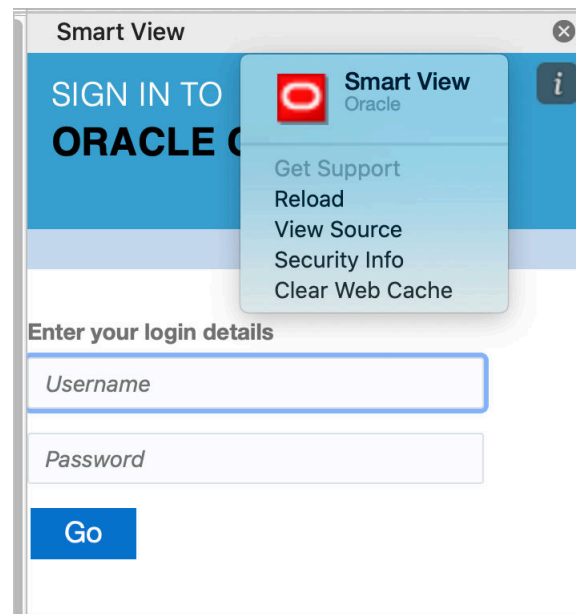 Smart View
SIGN IN TO
ORACLE
Smart View
Oracle
i
Get Support
Reload
View Source
Security Info
Clear Web Cache
Enter your login details
Username
Password
Go